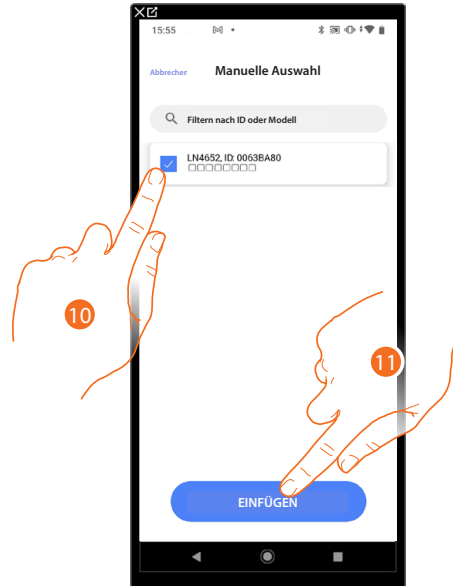 15:55
Abbrechen Manuelle Auswahl
Filtern nach ID oder Modell
LN4652, ID: 0063BA80
□□□□□□□□
10
11
EINFÜGEN